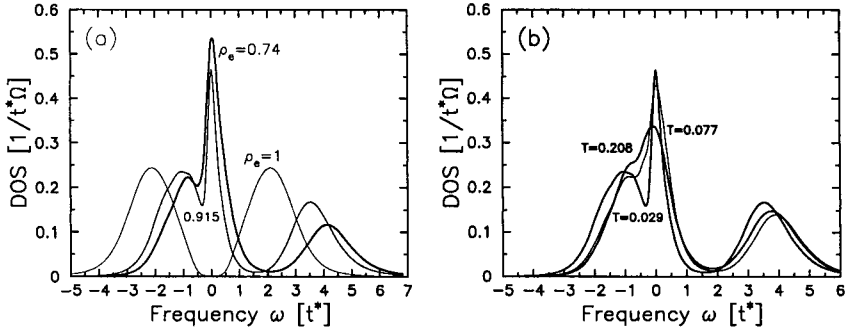 (a)
DOS [1/t*Ω]
0.6
0.5
0.4
0.3
0.2
0.1
0
ρe=0.74
ρe=1
0.915
-5 -4 -3 -2 -1 0 1 2 3 4 5 6 7
Frequency ω [t*]
(b)
DOS [1/t*Ω]
0.6
0.5
0.4
0.3
0.2
0.1
0
T=0.077
T=0.208
T=0.029
-5 -4 -3 -2 -1 0 1 2 3 4 5 6
Frequency ω [t*]